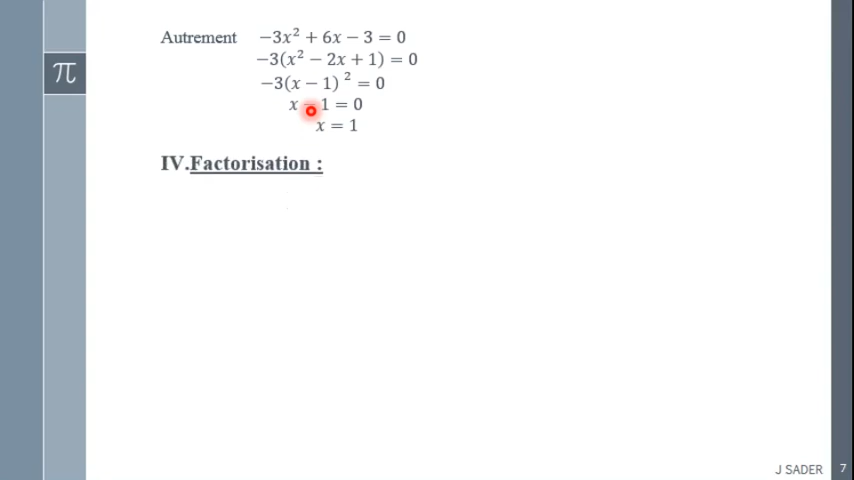 π
Autrement −3x² + 6x − 3 = 0
−3(x² − 2x + 1) = 0
−3(x − 1)² = 0
x − 1 = 0
x = 1
IV.Factorisation :
J SADER 7